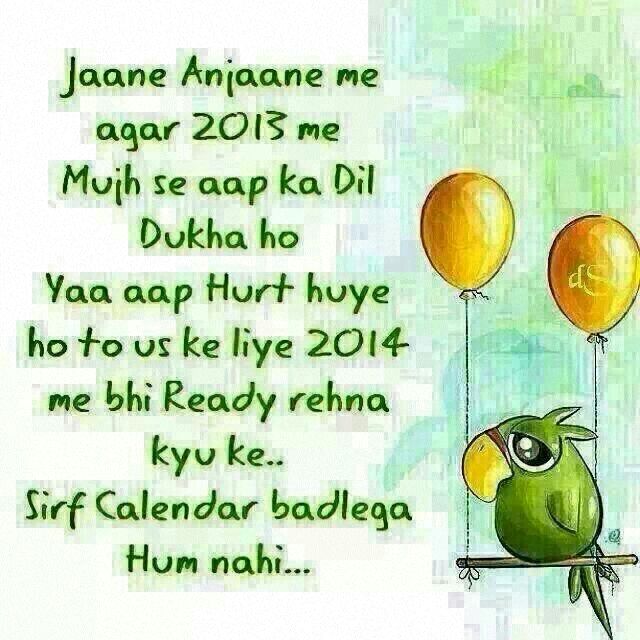 Jaane Anjaane me
agar 2013 me
Mujh se aap ka Dil
Dukha ho
Yaa aap Hurt huye
ho to us ke liye 2014
me bhi Ready rehna
kyu ke..
Sirf Calendar badlega
Hum nahi...
dS